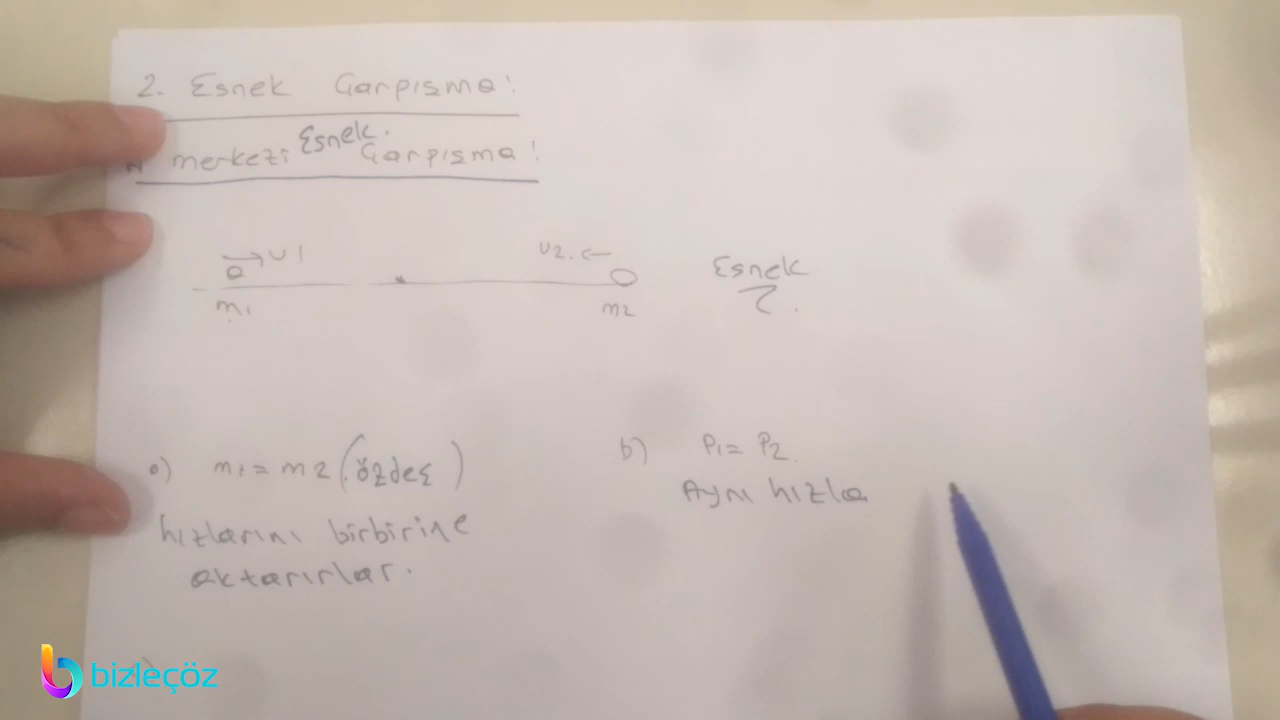 2. Esnek Çarpışma!
merkezi Esnek. Çarpışma!
v1
v2.
m1
m2
Esnek
a) m1 = m2 (özdeş)
hızlarını birbirine
aktarırlar.
b) P1 = P2.
Aynı hızla
bizleçöz